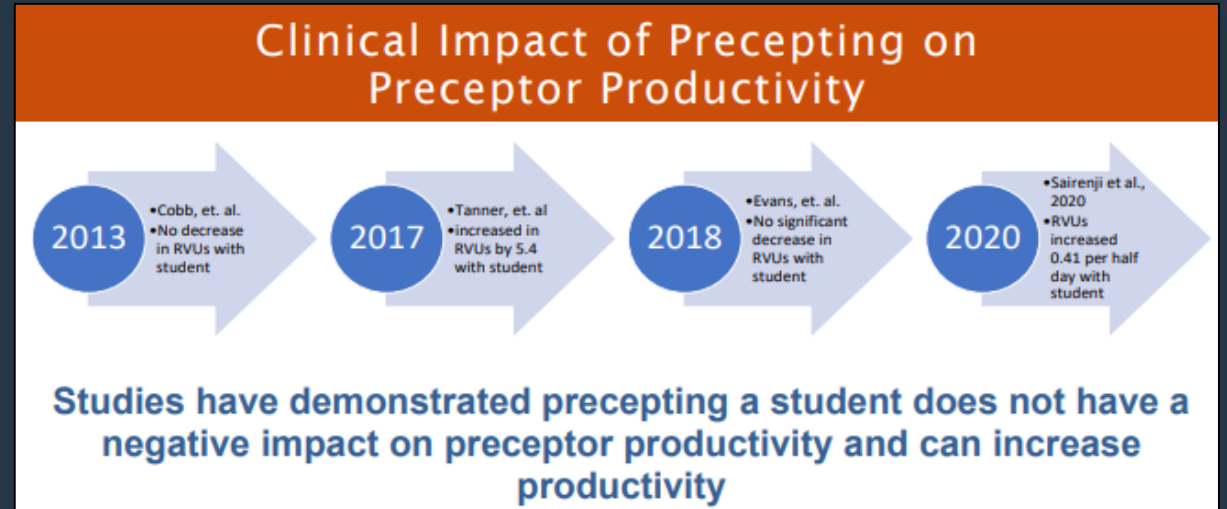 Clinical Impact of Precepting on
Preceptor Productivity
2013
•Cobb, et. al.
•No decrease
in RVUs with
student
2017
•Tanner, et. al
•increased in
RVUs by 5.4
with student
2018
•Evans, et. al.
•No significant
decrease in
RVUs with
student
2020
•Sairenji et al.,
2020
•RVUs
increased
0.41 per half
day with
student
Studies have demonstrated precepting a student does not have a
negative impact on preceptor productivity and can increase
productivity